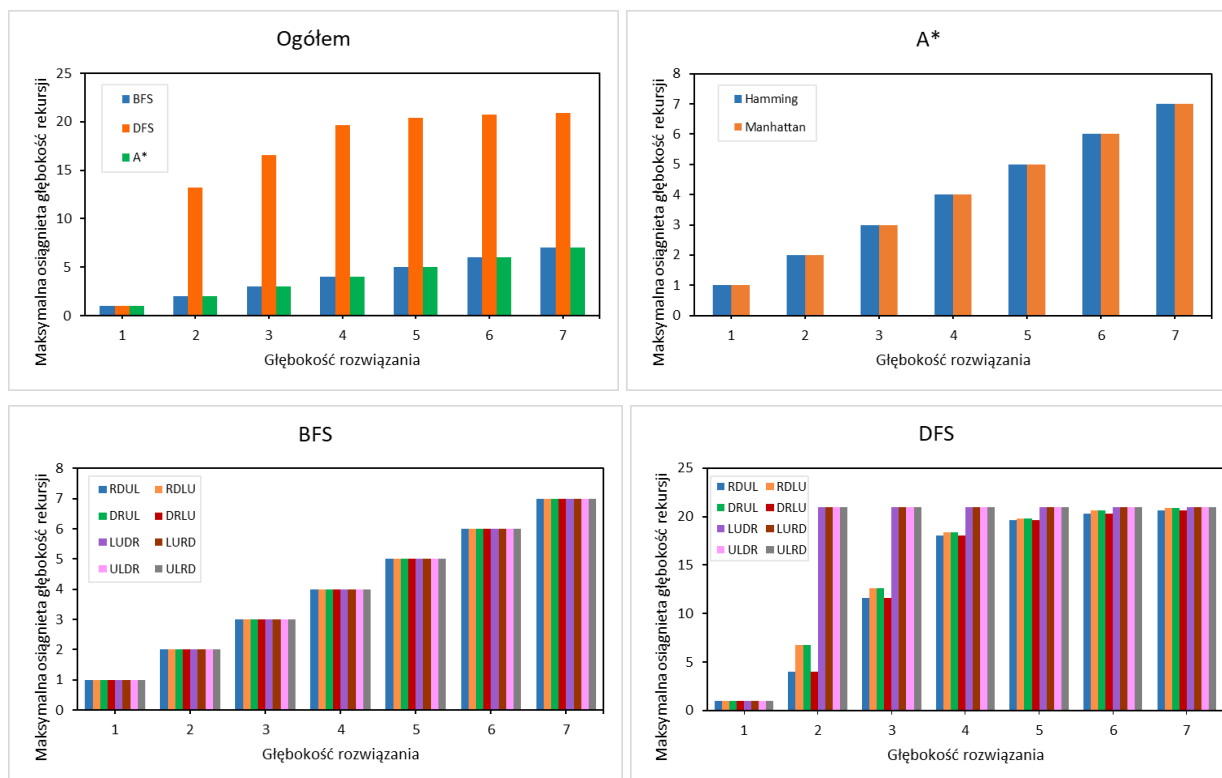 Ogółem
Maksymalna osiągnieta głębokość rekursji
25
20
15
10
5
0
BFS
DFS
A*
1 2 3 4 5 6 7
Głębokość rozwiązania
A*
Maksymalna osiągnieta głębokość rekursji
8
7
6
5
4
3
2
1
0
Hamming
Manhattan
1 2 3 4 5 6 7
Głębokość rozwiązania
BFS
Maksymalna osiągnieta głębokość rekursji
8
7
6
5
4
3
2
1
0
RDUL RDLU
DRUL DRLU
LUDR LURD
ULDR ULRD
1 2 3 4 5 6 7
Głębokość rozwiązania
DFS
Maksymalna osiągnieta głębokość rekursji
25
20
15
10
5
0
RDUL RDLU
DRUL DRLU
LUDR LURD
ULDR ULRD
1 2 3 4 5 6 7
Głębokość rozwiązania